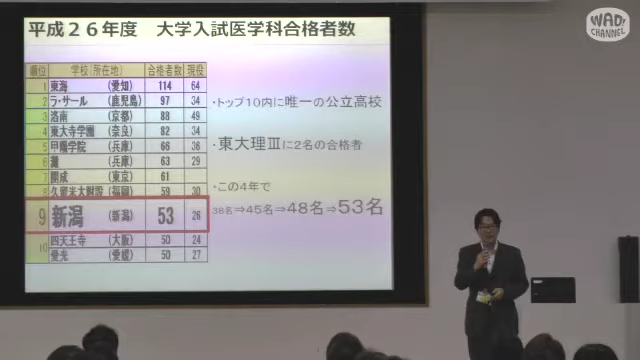 平成２６年度　大学入試医学科合格者数
順位 学校(所在地) 合格者数 現役
1 東海 (愛知) 114 64
2 ラ・サール (鹿児島) 97 34
3 洛南 (京都) 88 49
4 東大寺学園 (奈良) 82 34
5 甲陽学院 (兵庫) 66 36
6 灘 (兵庫) 63 29
7 開成 (東京) 61
8 久留米大附設 (福岡) 59 30
9 新潟 (新潟) 53 26
10 四天王寺 (大阪) 50 24
愛光 (愛媛) 50 27
・トップ10内に唯一の公立高校
・東大理Ⅲに2名の合格者
・この4年で
38名⇒45名⇒48名⇒53名
WAD!
CHANNEL